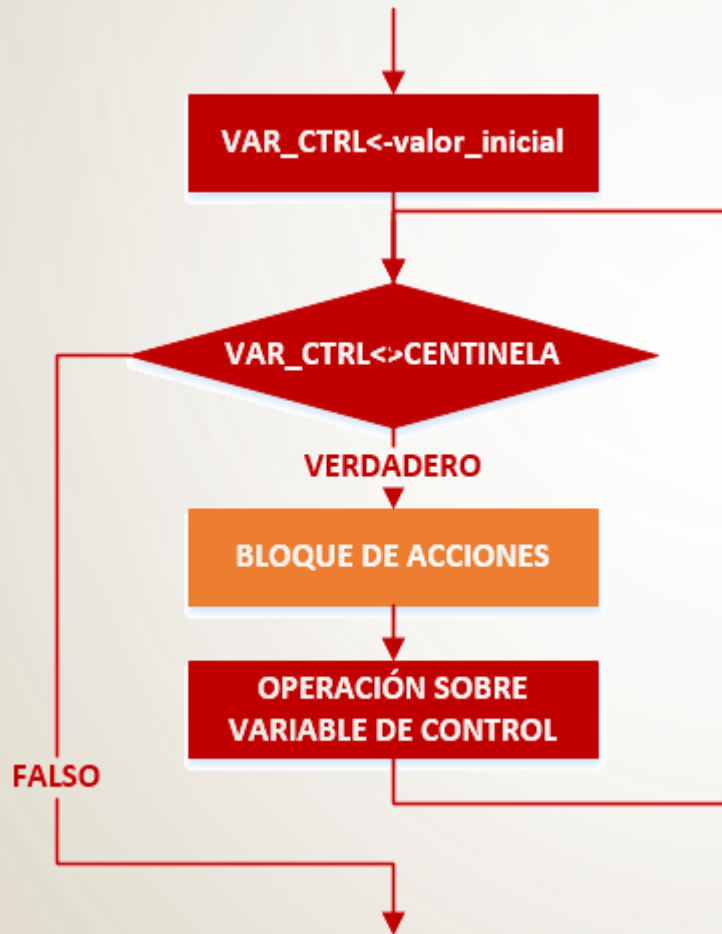 VAR_CTRL<-valor_inicial
VAR_CTRL<>CENTINELA
VERDADERO
BLOQUE DE ACCIONES
OPERACIÓN SOBRE
VARIABLE DE CONTROL
FALSO